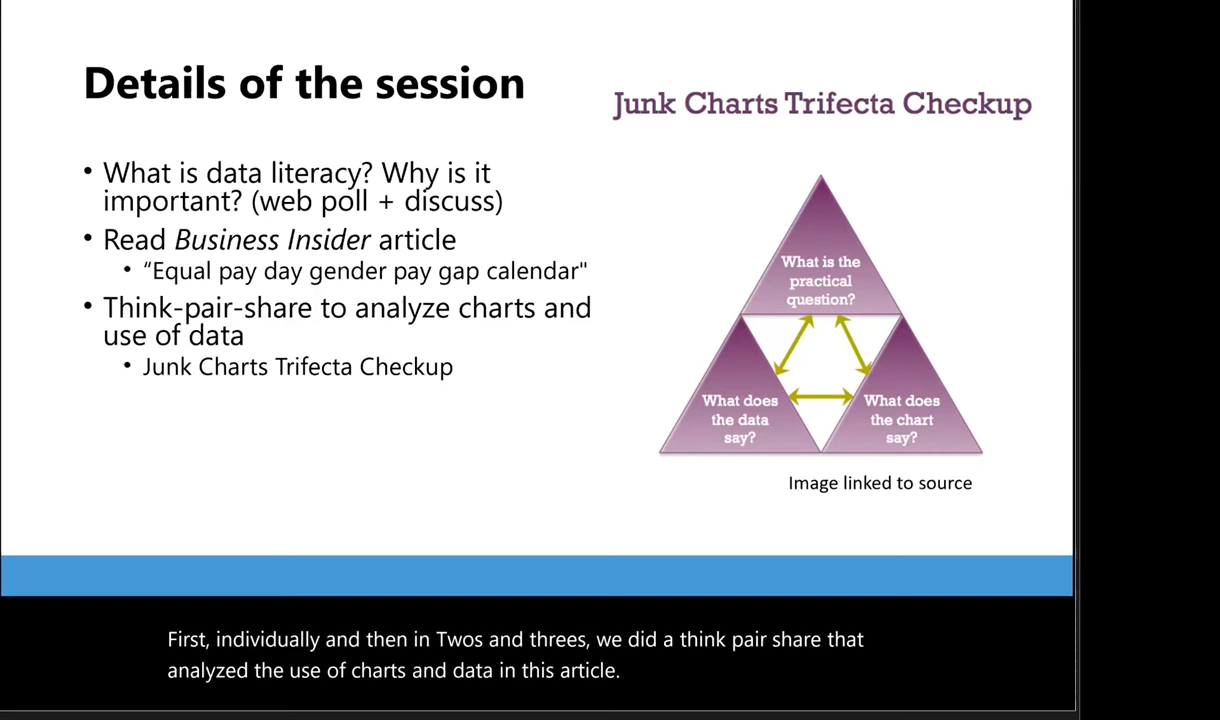 Details of the session
• What is data literacy? Why is it
important? (web poll + discuss)
• Read Business Insider article
• “Equal pay day gender pay gap calendar"
• Think-pair-share to analyze charts and
use of data
• Junk Charts Trifecta Checkup
Junk Charts Trifecta Checkup
What is the
practical
question?
What does
the data
say?
What does
the chart
say?
Image linked to source
First, individually and then in Twos and threes, we did a think pair share that
analyzed the use of charts and data in this article.